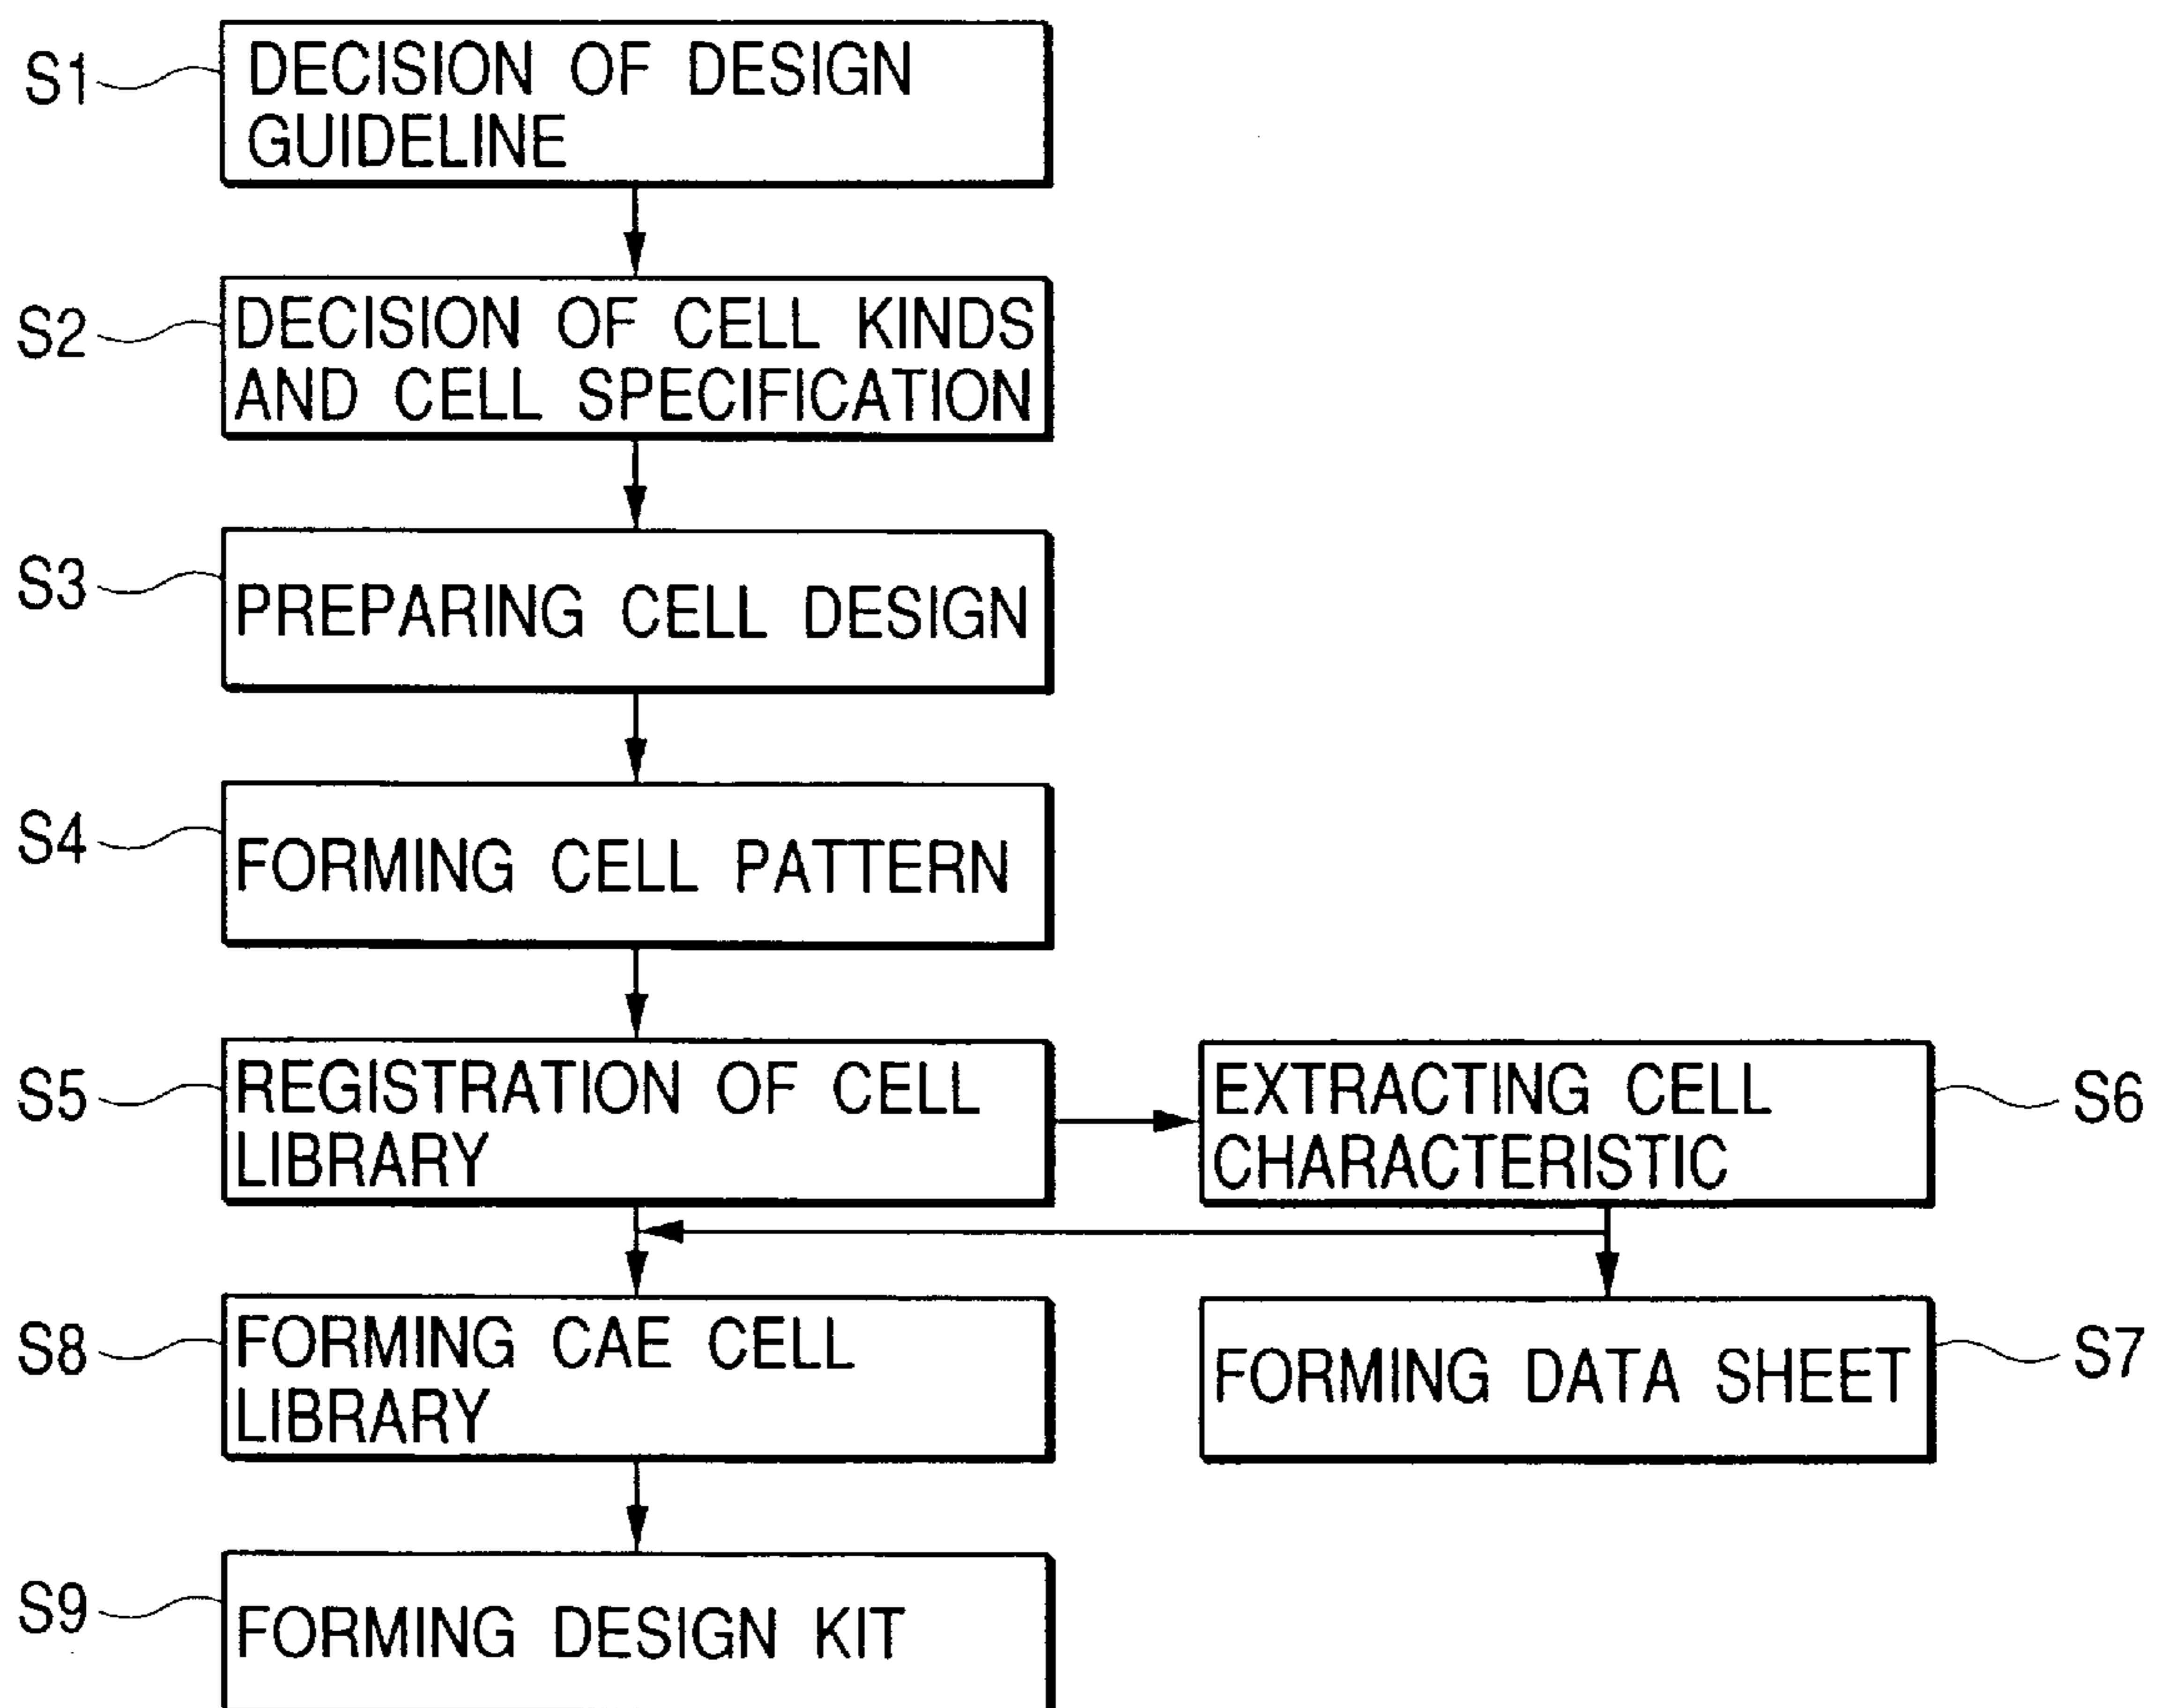 S1
DECISION OF DESIGN
GUIDELINE
S2
DECISION OF CELL KINDS
AND CELL SPECIFICATION
S3
PREPARING CELL DESIGN
S4
FORMING CELL PATTERN
S5
REGISTRATION OF CELL
LIBRARY
EXTRACTING CELL
CHARACTERISTIC
S6
S8
FORMING CAE CELL
LIBRARY
FORMING DATA SHEET
S7
S9
FORMING DESIGN KIT